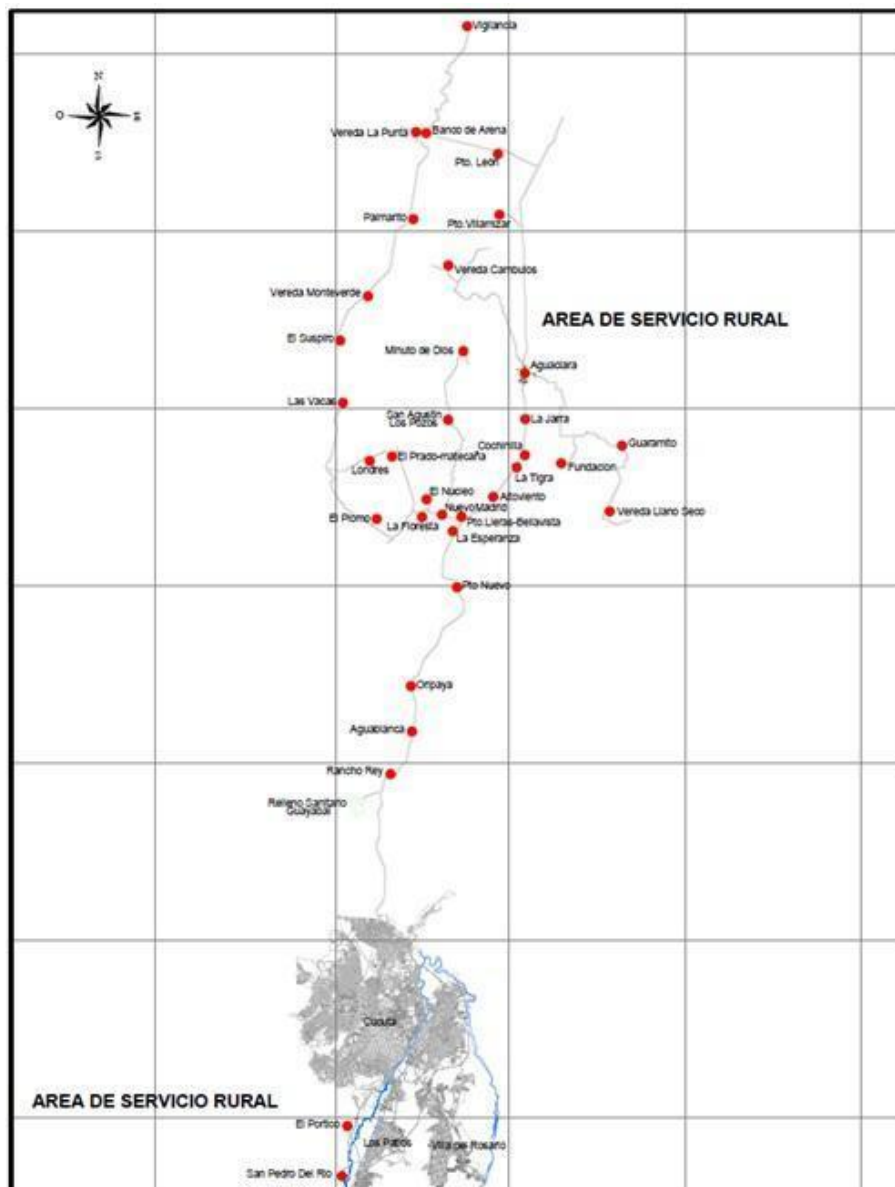 Vigilancia
N
O
E
S
Vereda La Punta
Banco de Arena
Pto. Leon
Palmarito
Pto.Villamizar
Vereda Cambulos
Vereda Monteverde
AREA DE SERVICIO RURAL
El Suspiro
Minuto de Dios
Aguaclara
Las Vacas
San Agustin
Los Pozos
La Jarra
Guaramito
Cochinilla
El Prado-matecaña
Londres
La Tigra
Fundacion
El Nucleo
Altoviento
El Plomo
La Floresta
NuevoMadrid
Pto.Lleras-Bellavista
Vereda Llano Seco
La Esperanza
Pto Nuevo
Oripaya
Aguablanca
Rancho Rey
Relleno Sanitario
Guayabal
Cucuta
AREA DE SERVICIO RURAL
El Portico
Los Patios
Villa del Rosario
San Pedro Del Rio